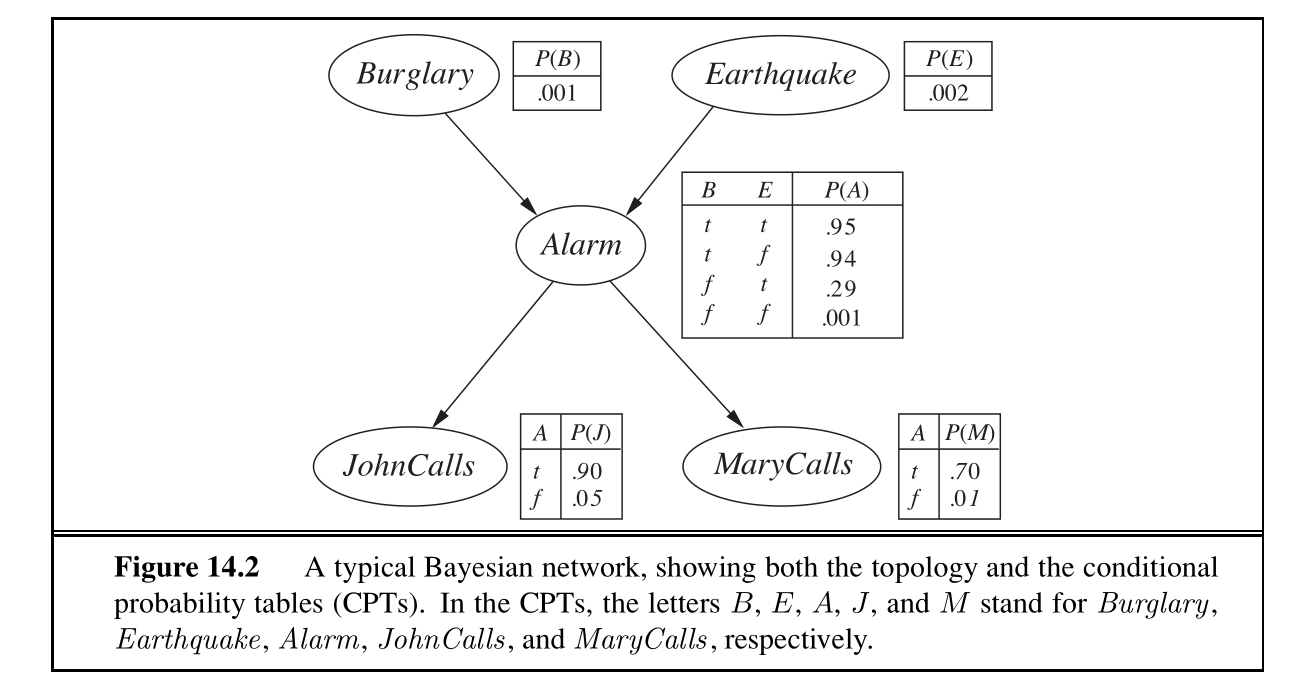 Burglary
P(B)
.001
Earthquake
P(E)
.002
Alarm
B E P(A)
t t .95
t f .94
f t .29
f f .001
JohnCalls
A P(J)
t .90
f .05
MaryCalls
A P(M)
t .70
f .01
Figure 14.2 A typical Bayesian network, showing both the topology and the conditional
probability tables (CPTs). In the CPTs, the letters B, E, A, J, and M stand for Burglary,
Earthquake, Alarm, JohnCalls, and MaryCalls, respectively.